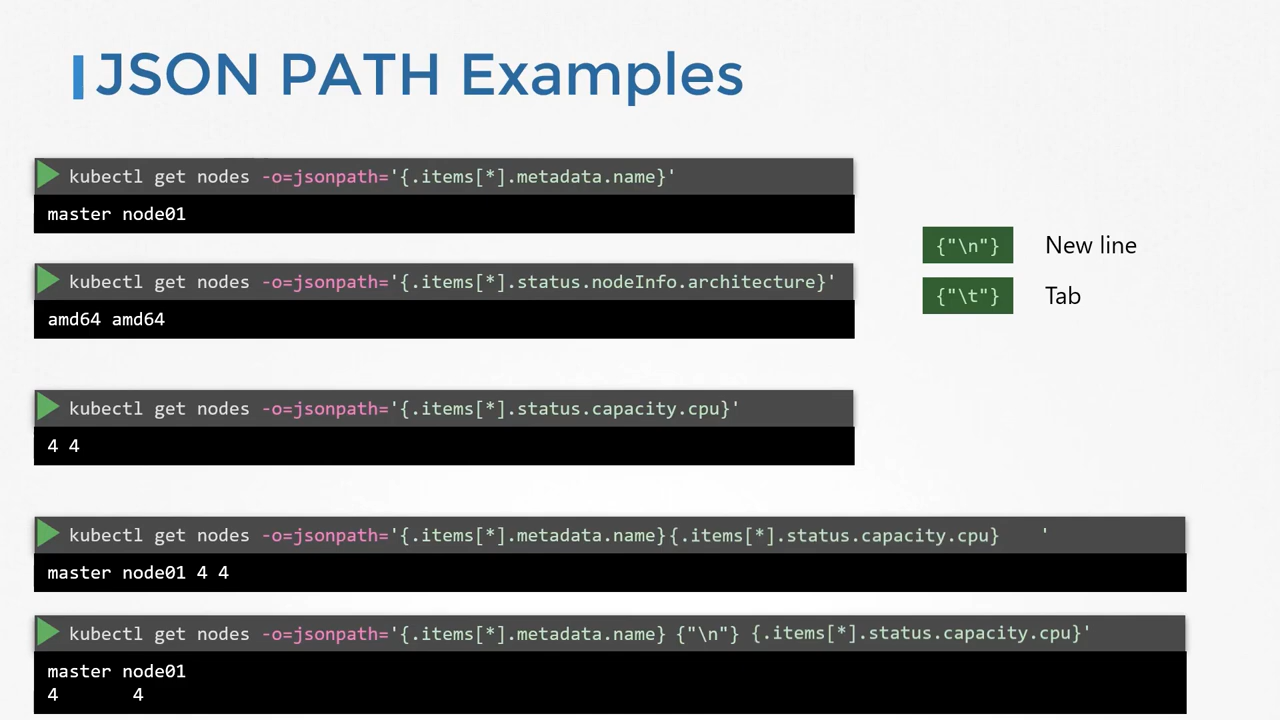 JSON PATH Examples
kubectl get nodes -o=jsonpath='{.items[*].metadata.name}'
master node01
{"\n"} New line
kubectl get nodes -o=jsonpath='{.items[*].status.nodeInfo.architecture}'
{"\t"} Tab
amd64 amd64
kubectl get nodes -o=jsonpath='{.items[*].status.capacity.cpu}'
4 4
kubectl get nodes -o=jsonpath='{.items[*].metadata.name}{.items[*].status.capacity.cpu}    '
master node01 4 4
kubectl get nodes -o=jsonpath='{.items[*].metadata.name} {"\n"} {.items[*].status.capacity.cpu}'
master node01
4       4